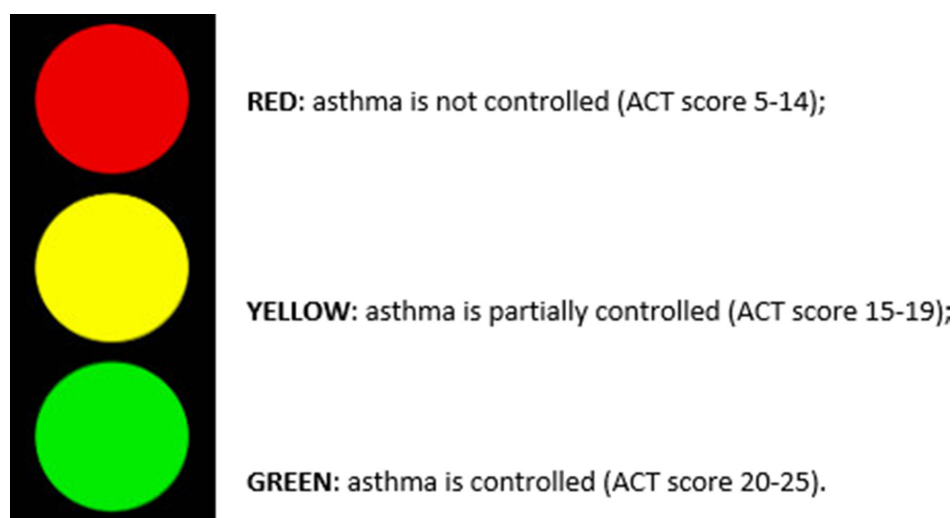 RED: asthma is not controlled (ACT score 5-14);
YELLOW: asthma is partially controlled (ACT score 15-19);
GREEN: asthma is controlled (ACT score 20-25).